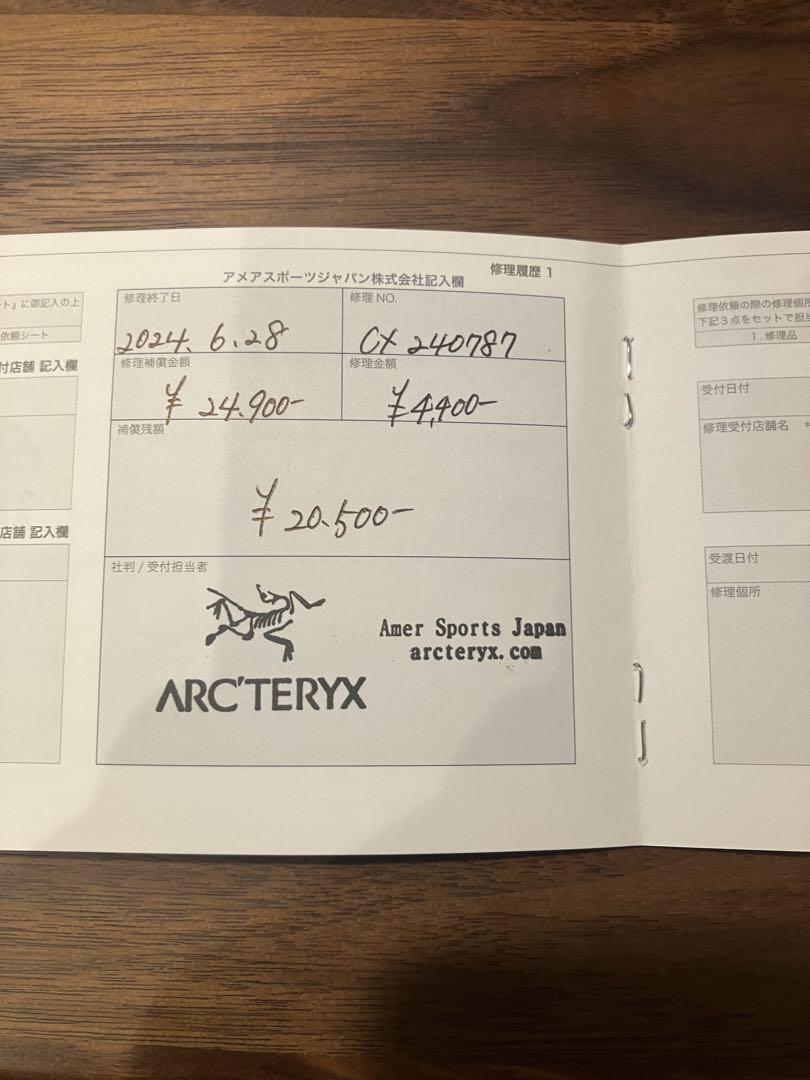 修理履歴 1
アメアスポーツジャパン株式会社記入欄
修理終了日
修理 NO.
2024. 6. 28
CX 240787
修理補償金額
修理金額
¥ 24.900-
¥4,400-
補償残額
¥ 20.500-
社判 / 受付担当者
Amer Sports Japan
arcteryx.com
ARC'TERYX
ト」に御記入の上
依頼シート
付店舗 記入欄
店舗 記入欄
修理依頼の際の修理個所
下記３点をセットで担当
1. 修理品
受付日付
修理受付店舗名 *
受渡日付
修理個所